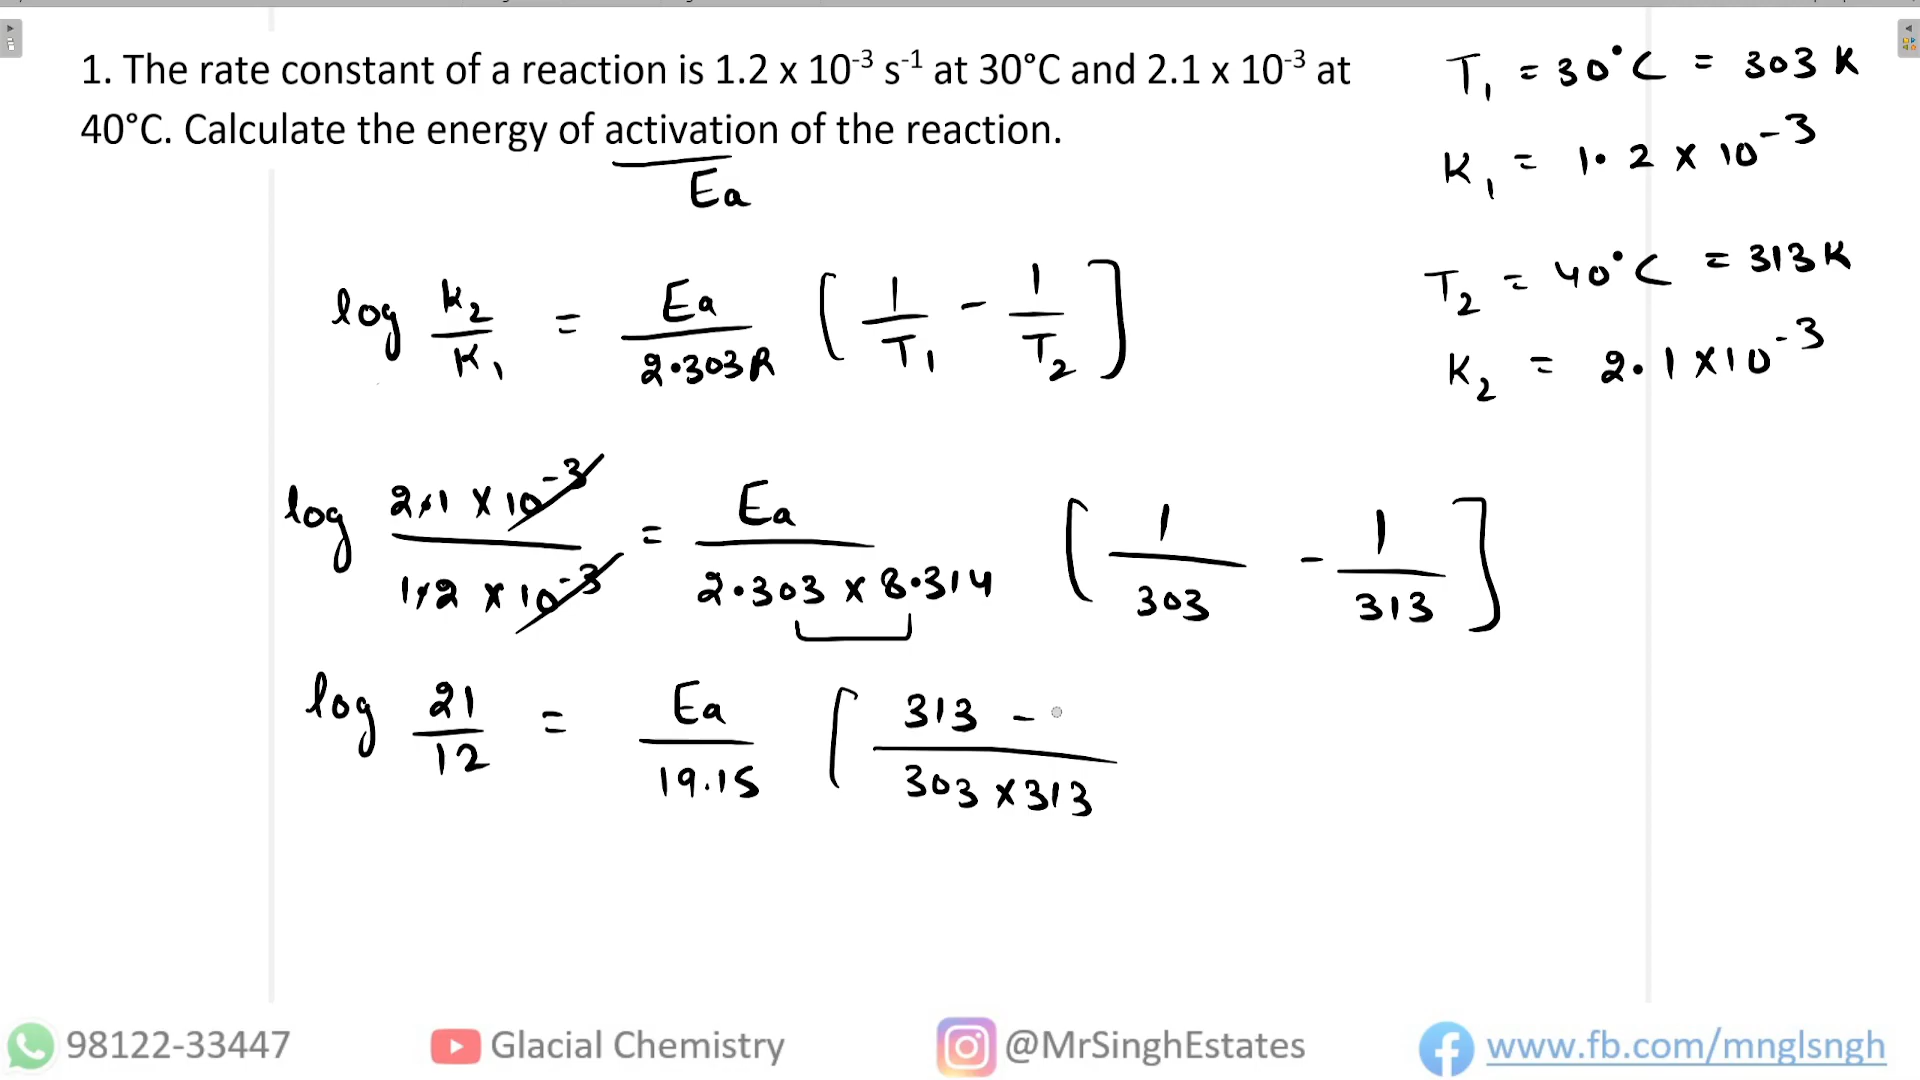 1. The rate constant of a reaction is 1.2 x 10⁻³ s⁻¹ at 30°C and 2.1 x 10⁻³ at
40°C. Calculate the energy of activation of the reaction.
Ea
T₁ = 30°C = 303 K
K₁ = 1.2 x 10⁻³
T₂ = 40°C = 313 K
K₂ = 2.1 x 10⁻³
log K₂/K₁ = Ea/2.303R [1/T₁ - 1/T₂]
log 2.1 x 10⁻³/1.2 x 10⁻³ = Ea/2.303 x 8.314 [1/303 - 1/313]
log 21/12 = Ea/19.15 [313 -/303 x 313
98122-33447
Glacial Chemistry
@MrSinghEstates
www.fb.com/mnglsngh